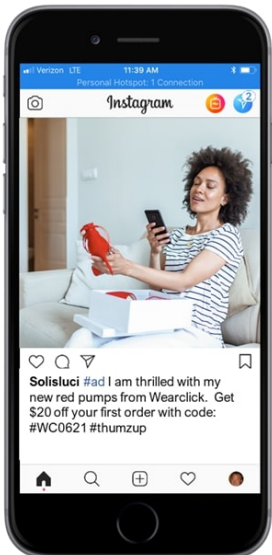 Verizon LTE 11:39 AM
Personal Hotspot: 1 Connection
Instagram
2
Solisluci #ad I am thrilled with my
new red pumps from Wearclick. Get
$20 off your first order with code:
#WC0621 #thumzup